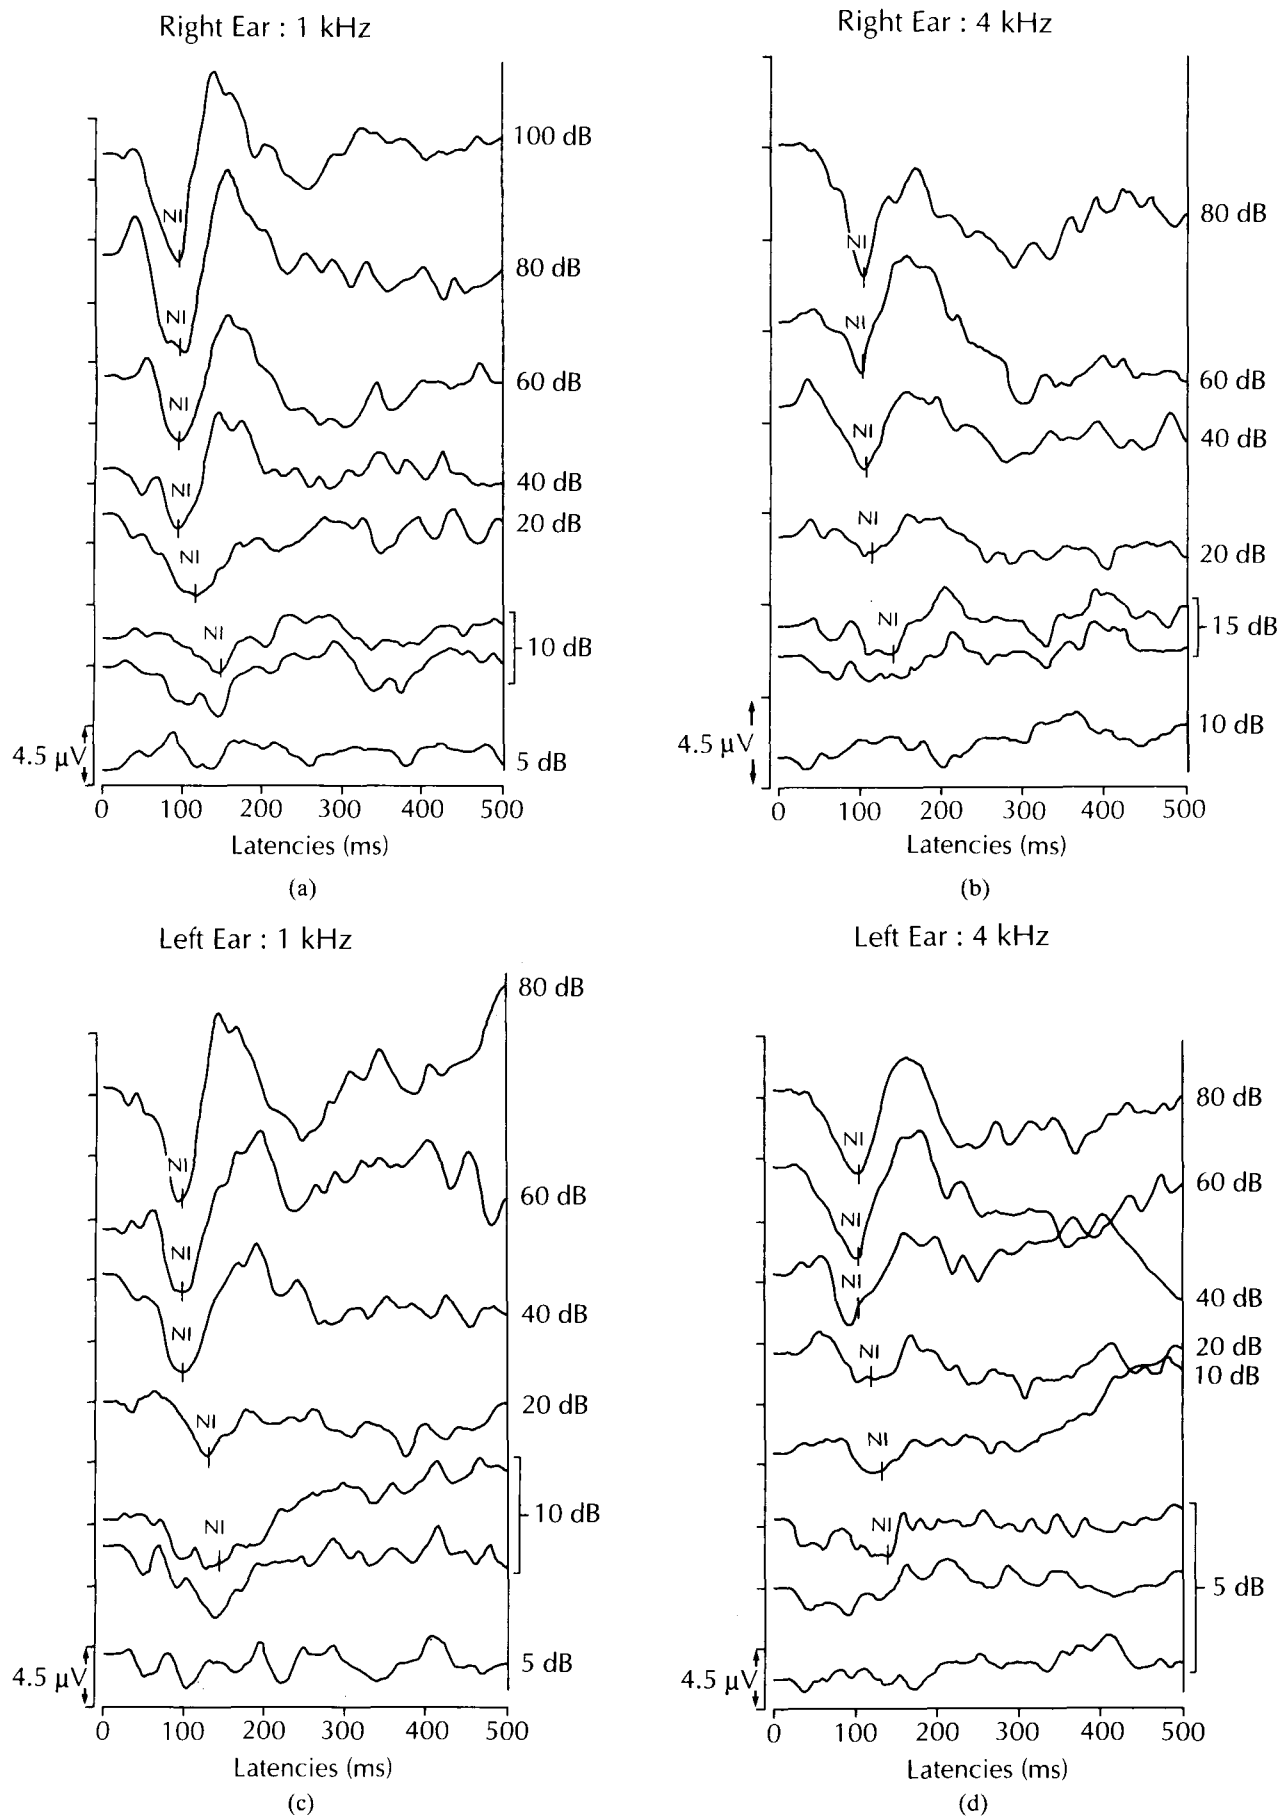 Right Ear : 1 kHz
100 dB
NI
80 dB
NI
60 dB
NI
40 dB
NI
20 dB
NI
NI
10 dB
4.5 μV
5 dB
0 100 200 300 400 500
Latencies (ms)
(a)
Right Ear : 4 kHz
80 dB
NI
NI
60 dB
40 dB
NI
NI
20 dB
NI
15 dB
10 dB
4.5 μV
0 100 200 300 400 500
Latencies (ms)
(b)
Left Ear : 1 kHz
80 dB
NI
60 dB
NI
40 dB
NI
20 dB
NI
10 dB
NI
5 dB
4.5 μV
0 100 200 300 400 500
Latencies (ms)
(c)
Left Ear : 4 kHz
80 dB
NI
60 dB
NI
NI
40 dB
20 dB
NI
10 dB
NI
NI
5 dB
4.5 μV
0 100 200 300 400 500
Latencies (ms)
(d)